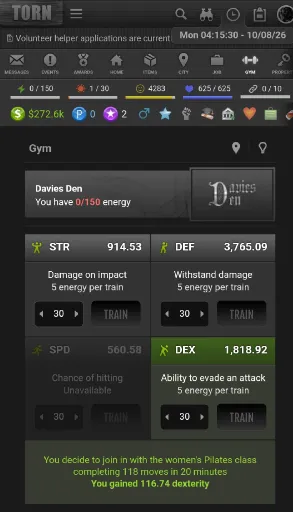 TORN
Volunteer helper applications are current
Mon 04:15:30 - 10/08/26
MESSAGES EVENTS AWARDS HOME ITEMS CITY JOB GYM PROPERT
0 / 150 1 / 30 4283 625 / 625 0 / 10
$272.6k 0 2
Gym
Davies Den
You have 0/150 energy
Davies
Den
STR 914.53 DEF 3,765.09
Damage on impact
5 energy per train
Withstand damage
5 energy per train
30 TRAIN 30 TRAIN
SPD 560.58 DEX 1,818.92
Chance of hitting
Unavailable
Ability to evade an attack
5 energy per train
30 TRAIN 30 TRAIN
You decide to join in with the women's Pilates class
completing 118 moves in 20 minutes
You gained 116.74 dexterity